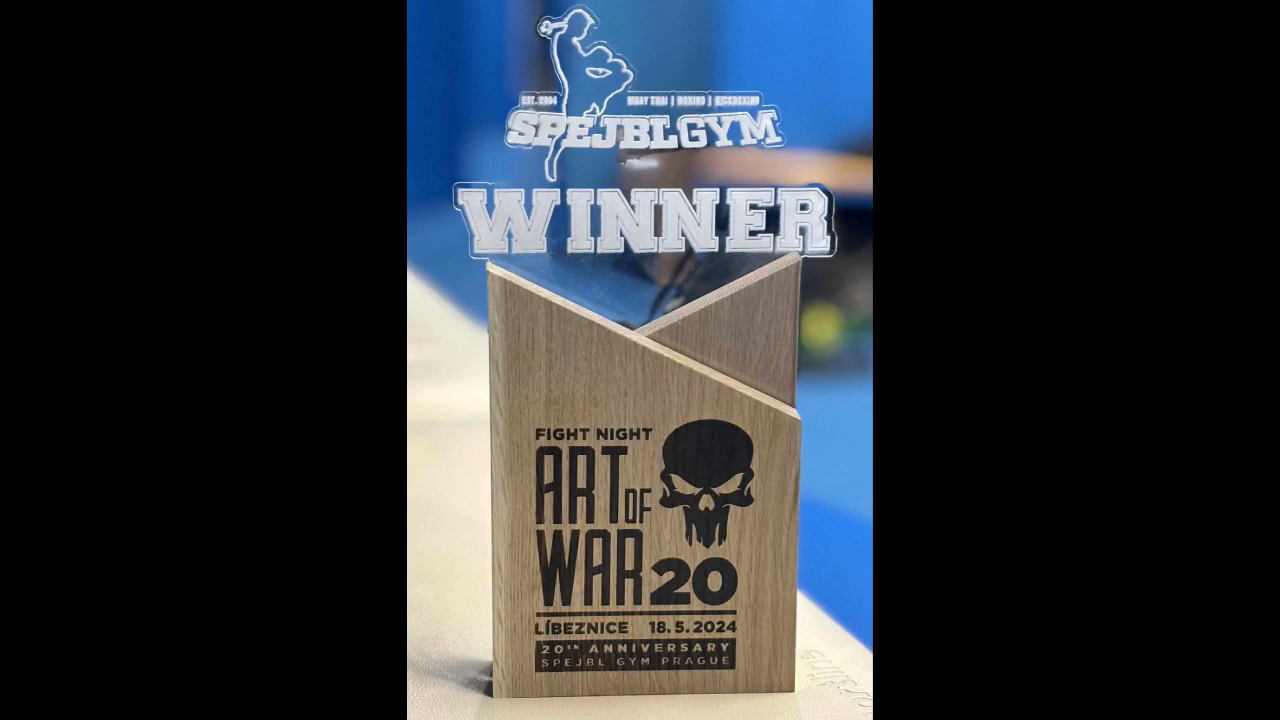 EST. 2004 MUAY THAI | BOXING | KICKBOXING
SPEJBLGYM
WINNER
FIGHT NIGHT
ART OF
WAR 20
LÍBEZNICE 18.5.2024
20th ANNIVERSARY
SPEJBL GYM PRAGUE